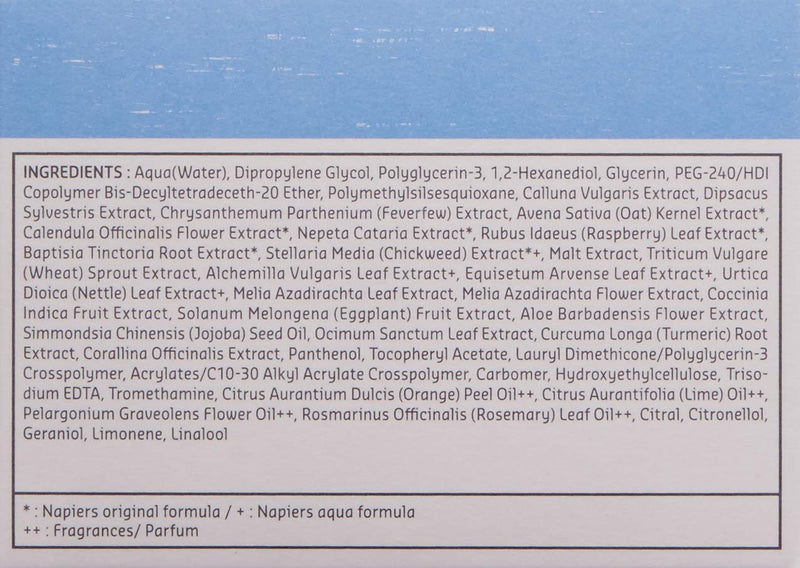 INGREDIENTS : Aqua(Water), Dipropylene Glycol, Polyglycerin-3, 1,2-Hexanediol, Glycerin, PEG-240/HDI
Copolymer Bis-Decyltetradeceth-20 Ether, Polymethylsilsesquioxane, Calluna Vulgaris Extract, Dipsacus
Sylvestris Extract, Chrysanthemum Parthenium (Feverfew) Extract, Avena Sativa (Oat) Kernel Extract*,
Calendula Officinalis Flower Extract*, Nepeta Cataria Extract*, Rubus Idaeus (Raspberry) Leaf Extract*,
Baptisia Tinctoria Root Extract*, Stellaria Media (Chickweed) Extract*+, Malt Extract, Triticum Vulgare
(Wheat) Sprout Extract, Alchemilla Vulgaris Leaf Extract+, Equisetum Arvense Leaf Extract+, Urtica
Dioica (Nettle) Leaf Extract+, Melia Azadirachta Leaf Extract, Melia Azadirachta Flower Extract, Coccinia
Indica Fruit Extract, Solanum Melongena (Eggplant) Fruit Extract, Aloe Barbadensis Flower Extract,
Simmondsia Chinensis (Jojoba) Seed Oil, Ocimum Sanctum Leaf Extract, Curcuma Longa (Turmeric) Root
Extract, Corallina Officinalis Extract, Panthenol, Tocopheryl Acetate, Lauryl Dimethicone/Polyglycerin-3
Crosspolymer, Acrylates/C10-30 Alkyl Acrylate Crosspolymer, Carbomer, Hydroxyethylcellulose, Triso-
dium EDTA, Tromethamine, Citrus Aurantium Dulcis (Orange) Peel Oil++, Citrus Aurantifolia (Lime) Oil++,
Pelargonium Graveolens Flower Oil++, Rosmarinus Officinalis (Rosemary) Leaf Oil++, Citral, Citronellol,
Geraniol, Limonene, Linalool
* : Napiers original formula / + : Napiers aqua formula
++ : Fragrances/ Parfum